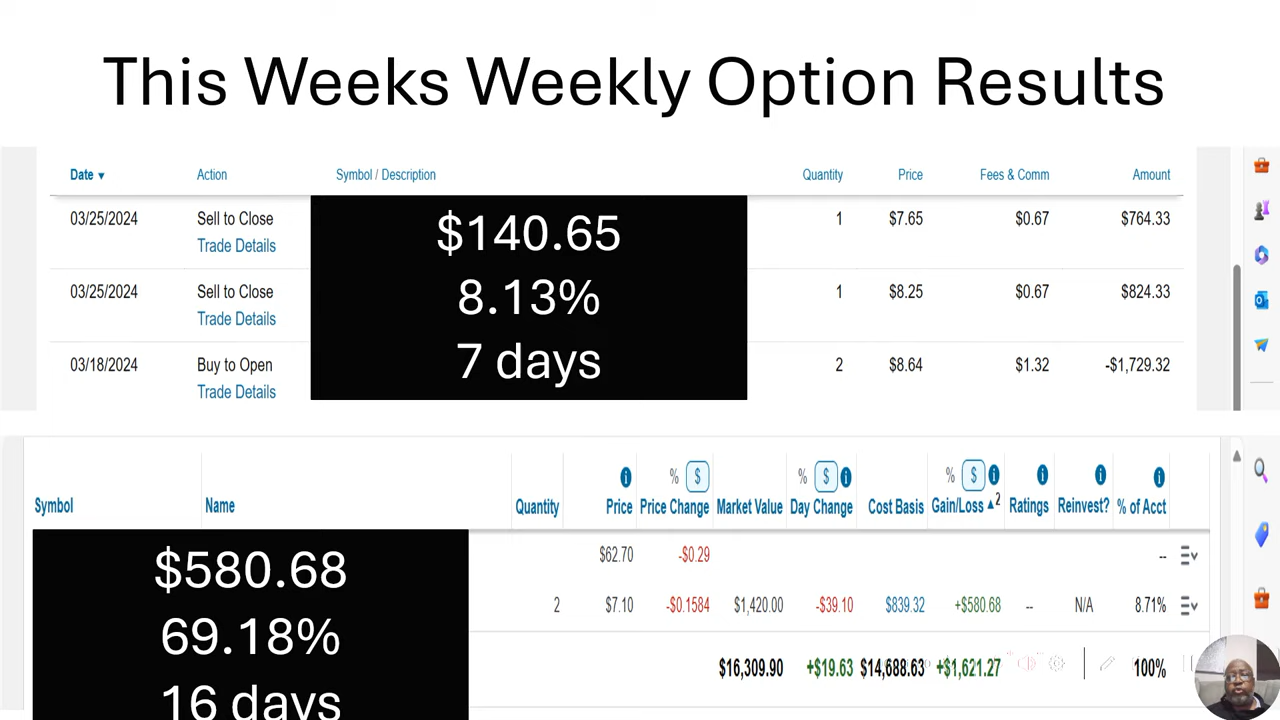 This Weeks Weekly Option Results
Date ▼ Action Symbol / Description Quantity Price Fees & Comm Amount
03/25/2024 Sell to Close 1 $7.65 $0.67 $764.33
Trade Details
03/25/2024 Sell to Close 1 $8.25 $0.67 $824.33
Trade Details
03/18/2024 Buy to Open 2 $8.64 $1.32 -$1,729.32
Trade Details
$140.65
8.13%
7 days
% $ % $ % $
Symbol Name Quantity Price Price Change Market Value Day Change Cost Basis Gain/Loss ▲2 Ratings Reinvest? % of Acct
$62.70 -$0.29 --
2 $7.10 -$0.1584 $1,420.00 -$39.10 $839.32 +$580.68 -- N/A 8.71%
$16,309.90 +$19.63 $14,688.63 +$1,621.27 100%
$580.68
69.18%
16 days